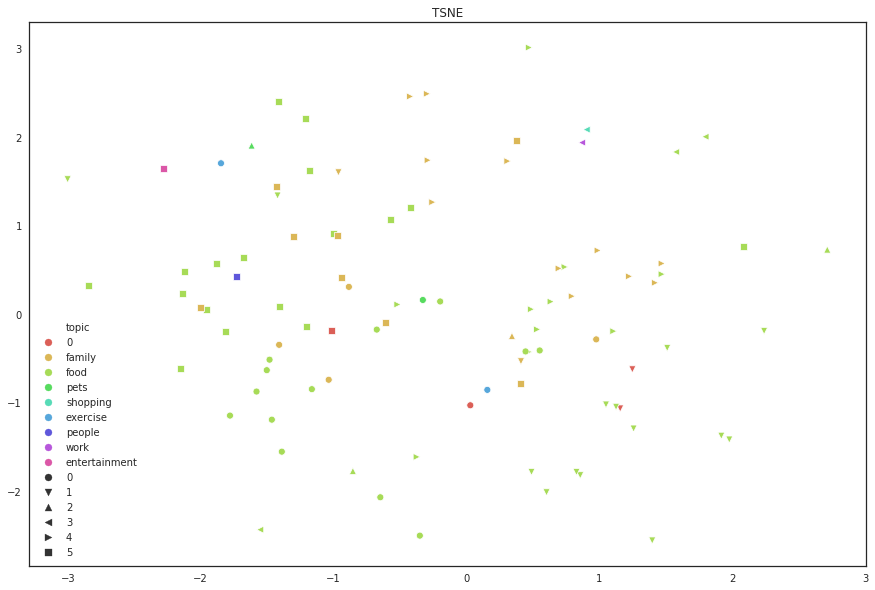 TSNE
3
2
1
0
−1
−2
topic
0
family
food
pets
shopping
exercise
people
work
entertainment
0
1
2
3
4
5
−3 −2 −1 0 1 2 3